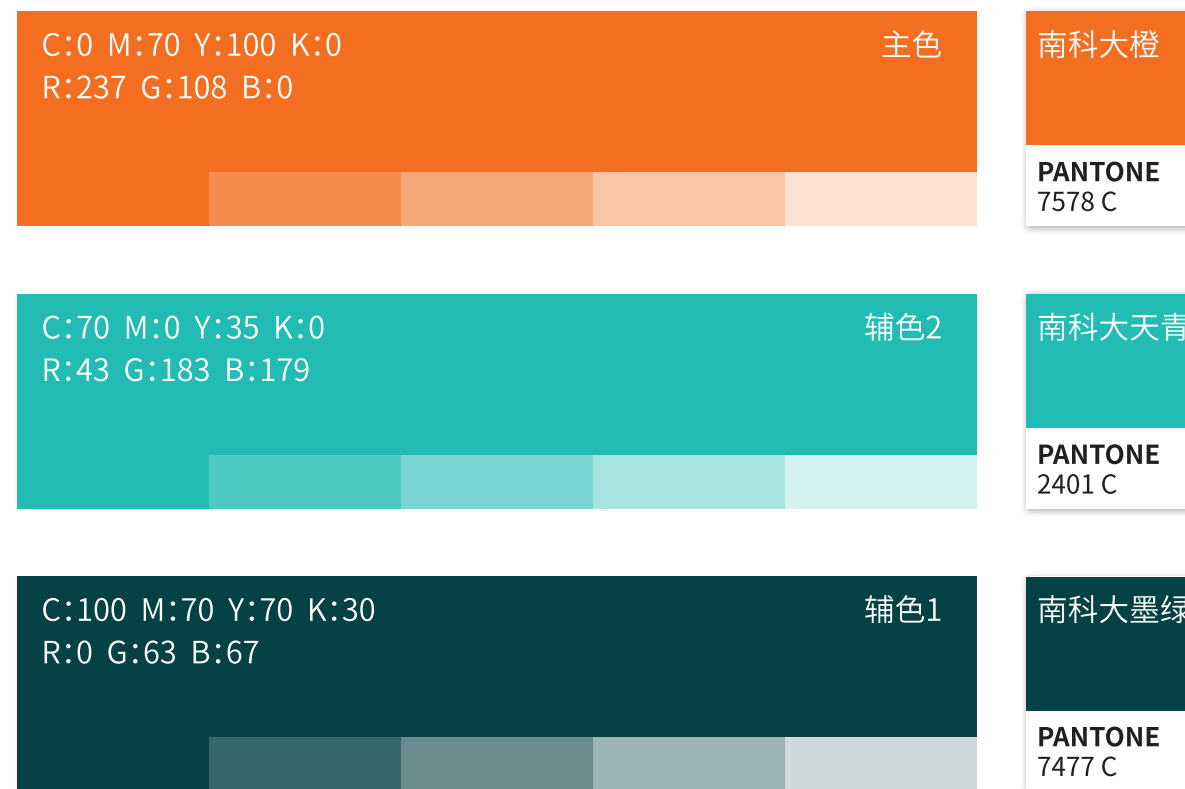 C:0 M:70 Y:100 K:0
R:237 G:108 B:0
主色
南科大橙
PANTONE
7578 C
C:70 M:0 Y:35 K:0
R:43 G:183 B:179
辅色2
南科大天青
PANTONE
2401 C
C:100 M:70 Y:70 K:30
R:0 G:63 B:67
辅色1
南科大墨绿
PANTONE
7477 C